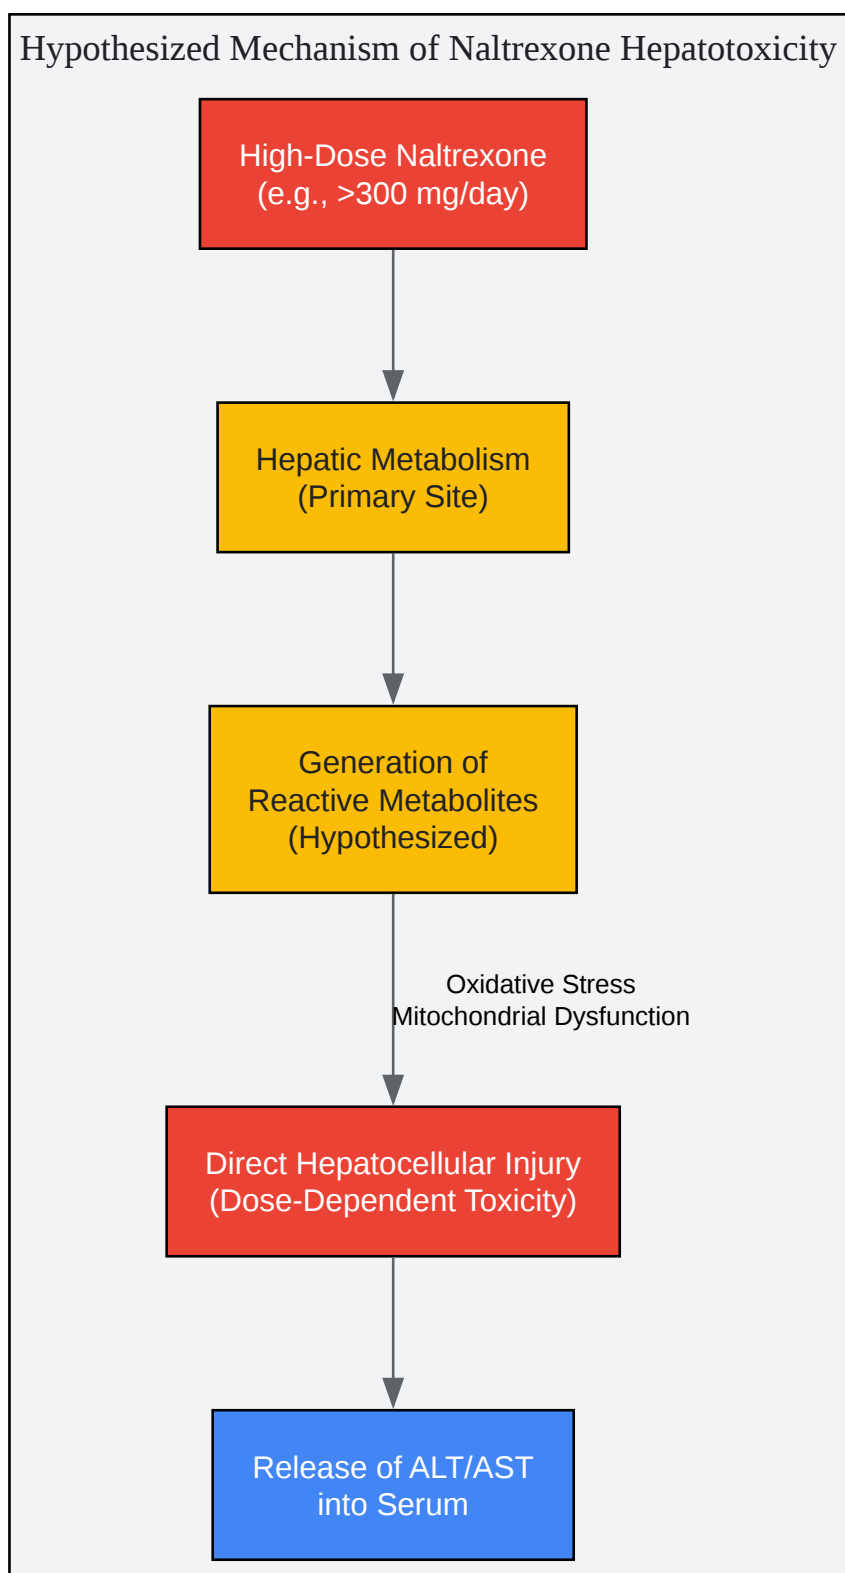 Hypothesized Mechanism of Naltrexone Hepatotoxicity
High-Dose Naltrexone
(e.g., >300 mg/day)
Hepatic Metabolism
(Primary Site)
Generation of
Reactive Metabolites
(Hypothesized)
Oxidative Stress
Mitochondrial Dysfunction
Direct Hepatocellular Injury
(Dose-Dependent Toxicity)
Release of ALT/AST
into Serum